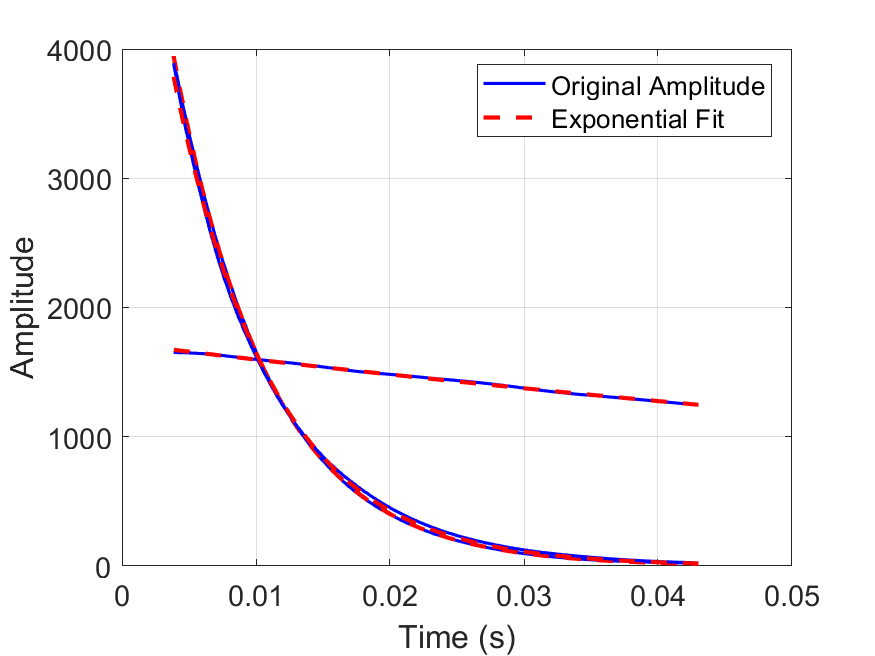 Original Amplitude
Exponential Fit
Amplitude
4000
3000
2000
1000
0
0 0.01 0.02 0.03 0.04 0.05
Time (s)